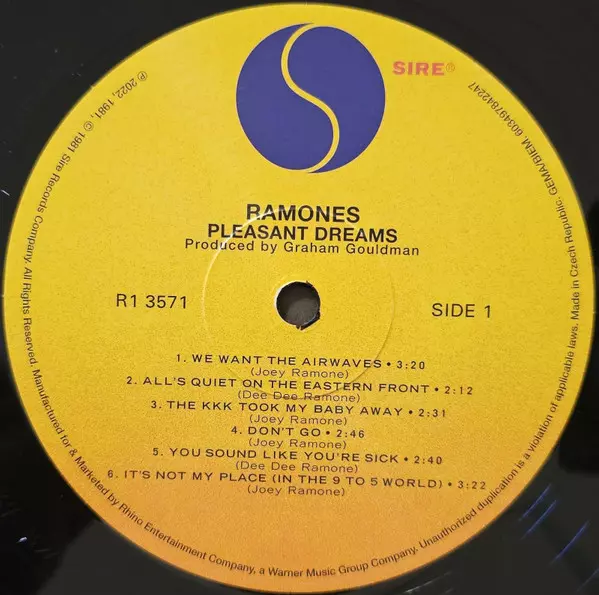 SIRE®
RAMONES
PLEASANT DREAMS
Produced by Graham Gouldman
R1 3571
SIDE 1
1. WE WANT THE AIRWAVES • 3:20
(Joey Ramone)
2. ALL'S QUIET ON THE EASTERN FRONT • 2:12
(Dee Dee Ramone)
3. THE KKK TOOK MY BABY AWAY • 2:31
(Joey Ramone)
4. DON'T GO • 2:46
(Joey Ramone)
5. YOU SOUND LIKE YOU'RE SICK • 2:40
(Dee Dee Ramone)
6. IT'S NOT MY PLACE (IN THE 9 TO 5 WORLD) • 3:22
(Joey Ramone)
℗ 2022, 1981, © 1981 Sire Records Company. All Rights Reserved. Manufactured for & Marketed by Rhino Entertainment Company, a Warner Music Group Company. Unauthorized duplication is a violation of applicable laws. Made in Czech Republic. GEMA/BIEM. 603497842247